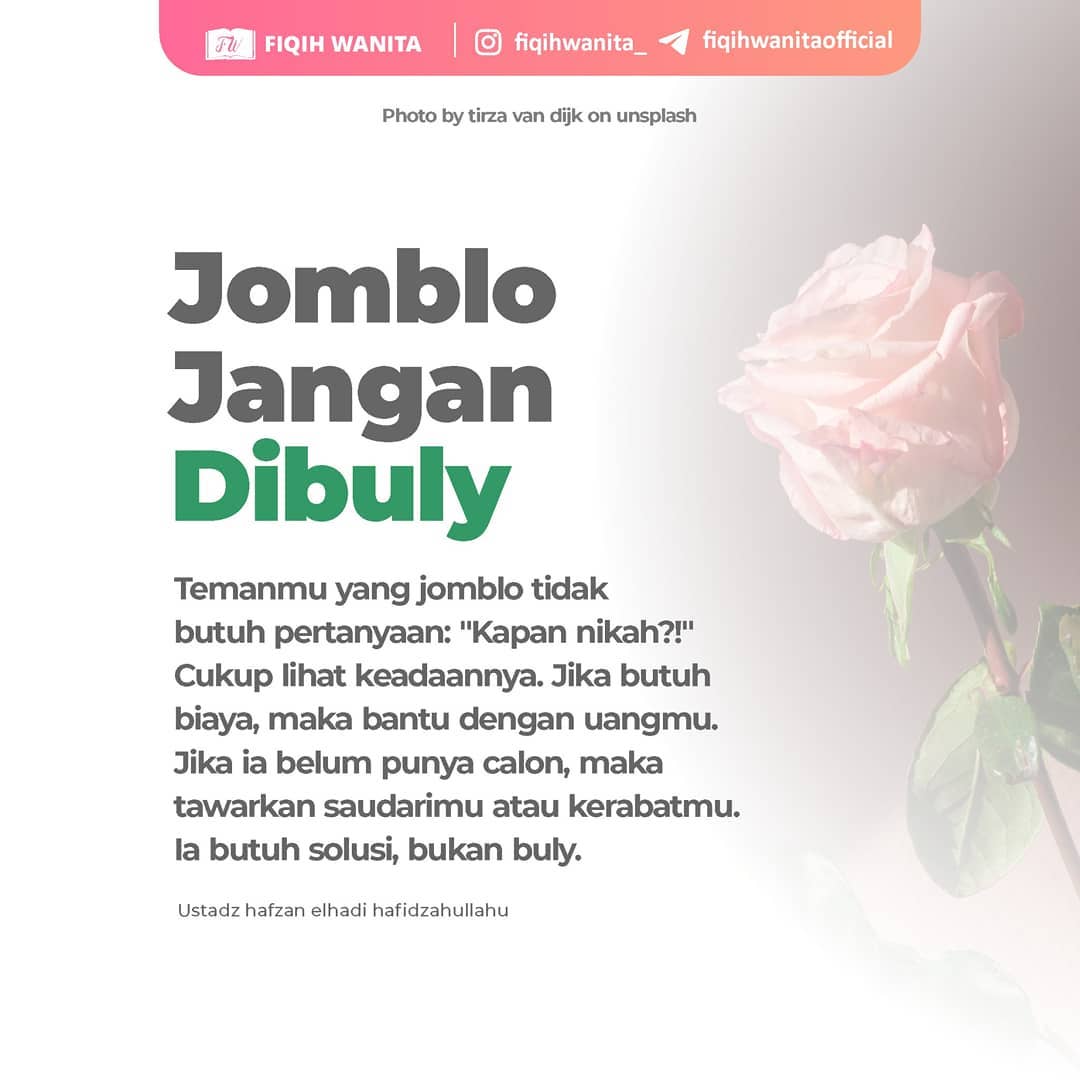 FW FIQIH WANITA fiqihwanita_ fiqihwanitaofficial
Photo by tirza van dijk on unsplash
Jomblo
Jangan
Dibuly
Temanmu yang jomblo tidak
butuh pertanyaan: "Kapan nikah?!"
Cukup lihat keadaannya. Jika butuh
biaya, maka bantu dengan uangmu.
Jika ia belum punya calon, maka
tawarkan saudarimu atau kerabatmu.
Ia butuh solusi, bukan buly.
Ustadz hafzan elhadi hafidzahullahu